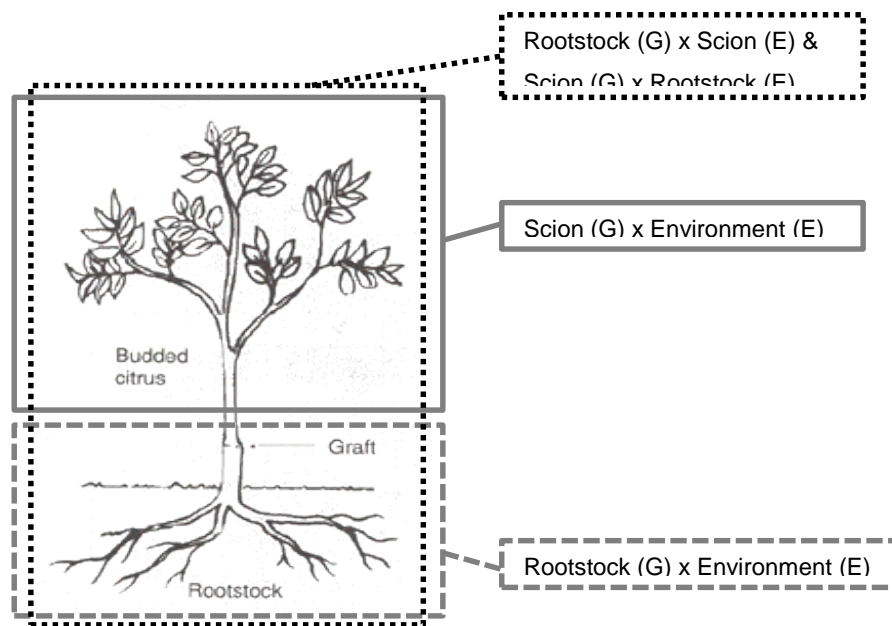 Rootstock (G) x Scion (E) &
Scion (G) x Rootstock (E)
Scion (G) x Environment (E)
Budded
citrus
Graft
Rootstock
Rootstock (G) x Environment (E)